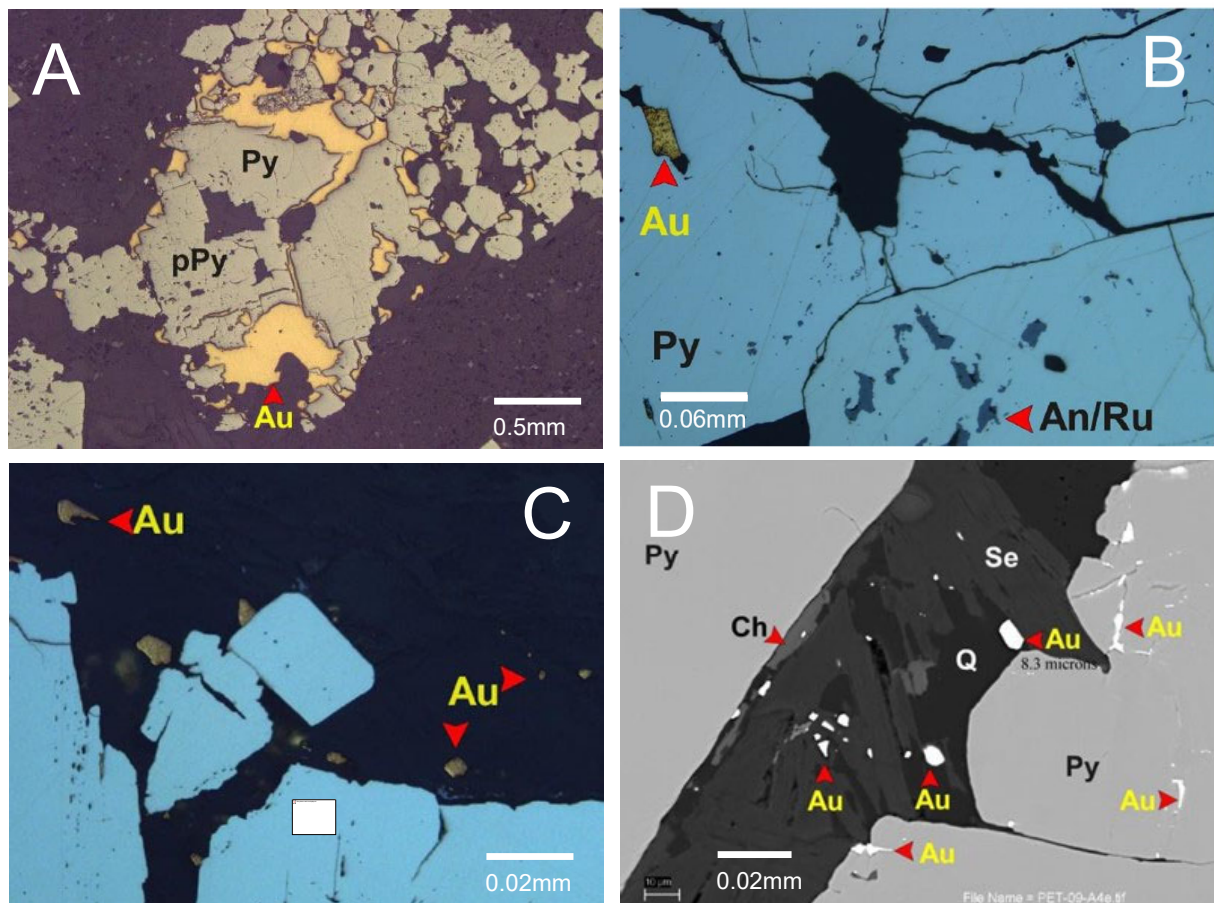 A
Py
pPy
Au
0.5mm
B
Au
Py
0.06mm
An/Ru
C
Au
Au
0.02mm
D
Py
Se
Ch
Au
Au
8.3 microns
Q
Py
Au
Au
Au
Au
10 µm
0.02mm
File Name = PET-09-A4e.tif